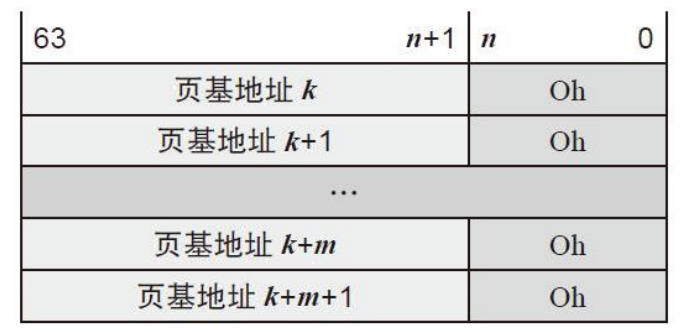 63 n+1 n 0
页基地址 k Oh
页基地址 k+1 Oh
…
页基地址 k+m Oh
页基地址 k+m+1 Oh